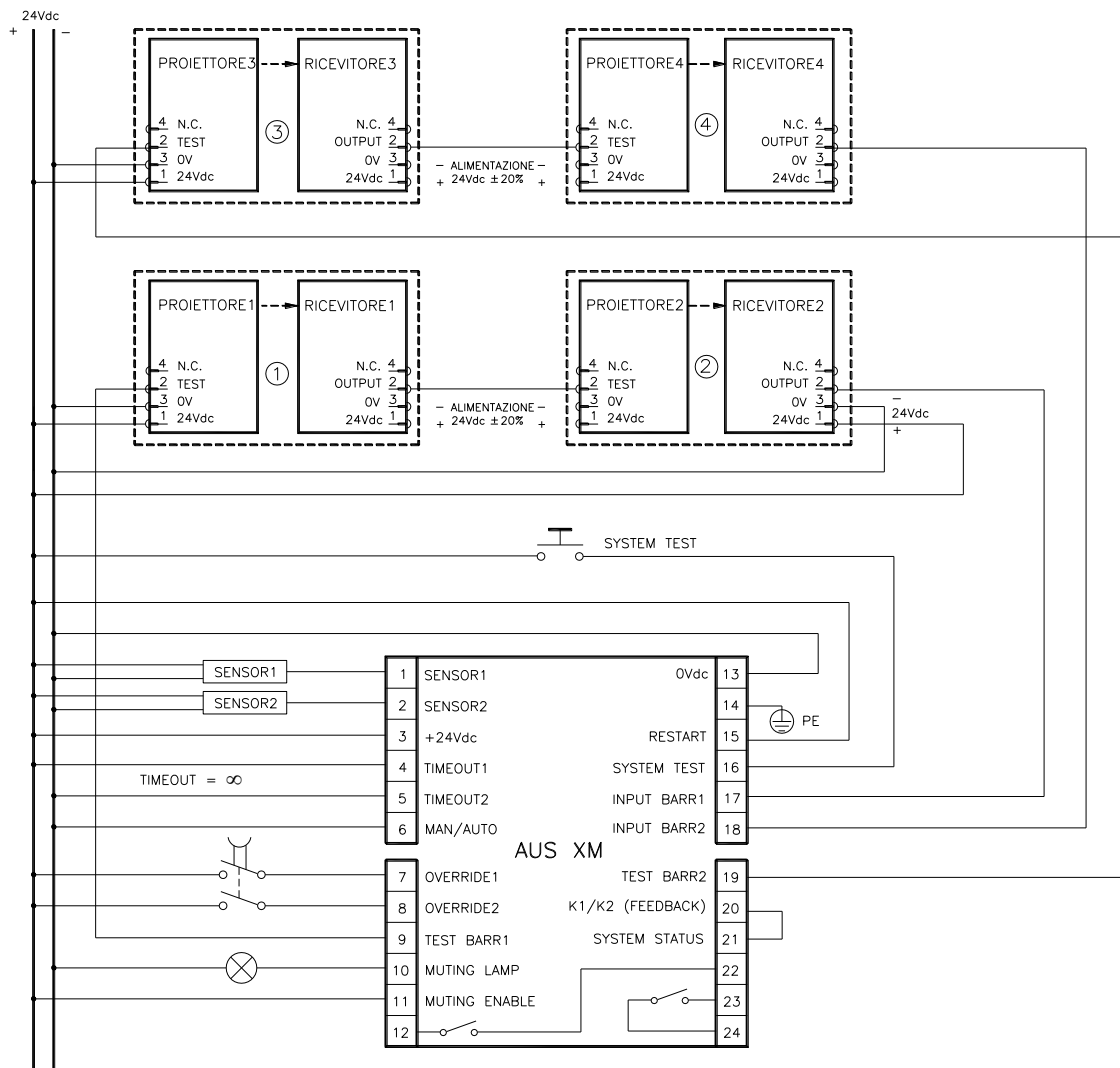 24Vdc
+ −
PROIETTORE3 RICEVITORE3
4 N.C.
2 TEST
3 0V
1 24Vdc
3
N.C. 4
OUTPUT 2
0V 3
24Vdc 1
− ALIMENTAZIONE −
+ 24Vdc ±20% +
PROIETTORE4 RICEVITORE4
4 N.C.
2 TEST
3 0V
1 24Vdc
4
N.C. 4
OUTPUT 2
0V 3
24Vdc 1
PROIETTORE1 RICEVITORE1
4 N.C.
2 TEST
3 0V
1 24Vdc
1
N.C. 4
OUTPUT 2
0V 3
24Vdc 1
− ALIMENTAZIONE −
+ 24Vdc ±20% +
PROIETTORE2 RICEVITORE2
4 N.C.
2 TEST
3 0V
1 24Vdc
2
N.C. 4
OUTPUT 2
0V 3
24Vdc 1
−
24Vdc
+
SYSTEM TEST
SENSOR1
SENSOR2
TIMEOUT = ∞
1 SENSOR1
2 SENSOR2
3 +24Vdc
4 TIMEOUT1
5 TIMEOUT2
6 MAN/AUTO
0Vdc 13
14
PE
RESTART 15
SYSTEM TEST 16
INPUT BARR1 17
INPUT BARR2 18
AUS XM
7 OVERRIDE1
8 OVERRIDE2
9 TEST BARR1
10 MUTING LAMP
11 MUTING ENABLE
12
TEST BARR2 19
K1/K2 (FEEDBACK) 20
SYSTEM STATUS 21
22
23
24